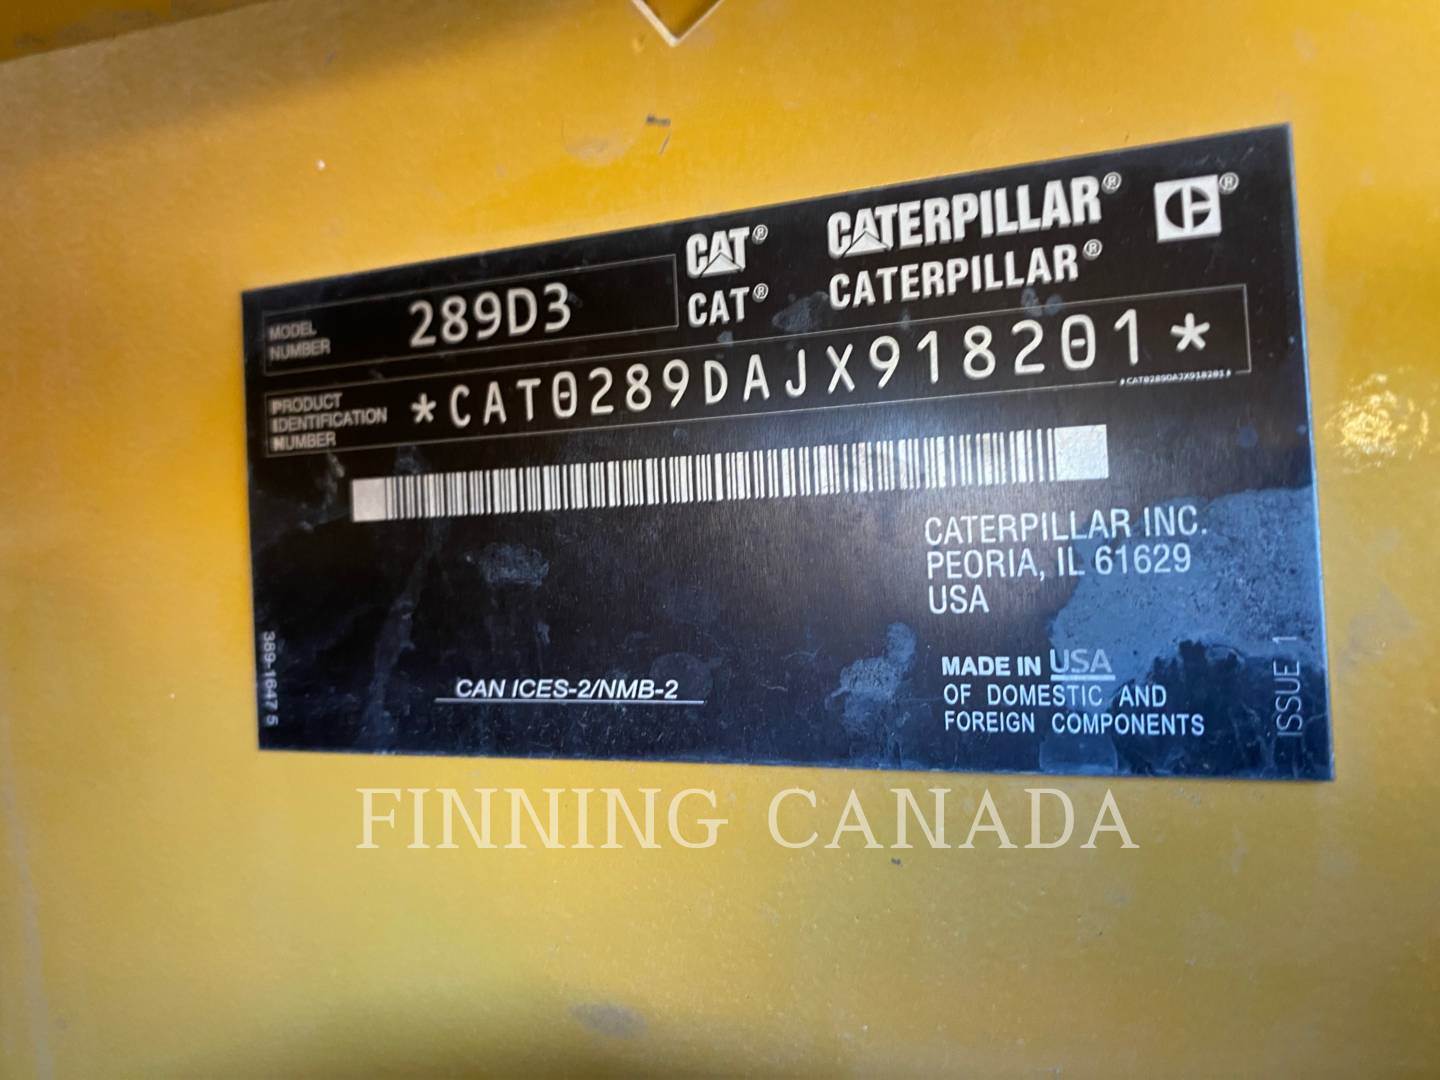 CAT® CATERPILLAR®
CAT® CATERPILLAR®
MODEL NUMBER 289D3
PRODUCT IDENTIFICATION NUMBER *CAT0289DAJX918201*
*CAT0289DAJX918201*
CATERPILLAR INC.
PEORIA, IL 61629
USA
MADE IN USA
OF DOMESTIC AND
FOREIGN COMPONENTS
CAN ICES-2/NMB-2
389-1647 5
ISSUE 1
FINNING CANADA